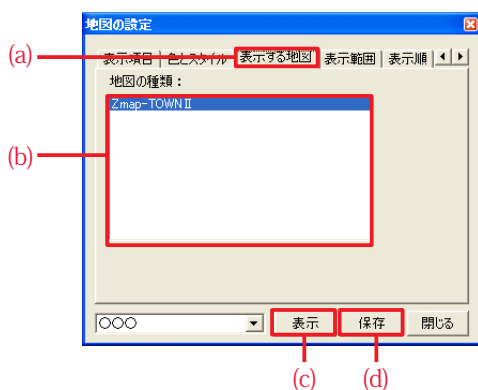 地図の設定
(a)
表示項目 色とスタイル 表示する地図 表示範囲 表示順
地図の種類：
Zmap-TOWNⅡ
(b)
○○○ 表示 保存 閉じる
(c) (d)